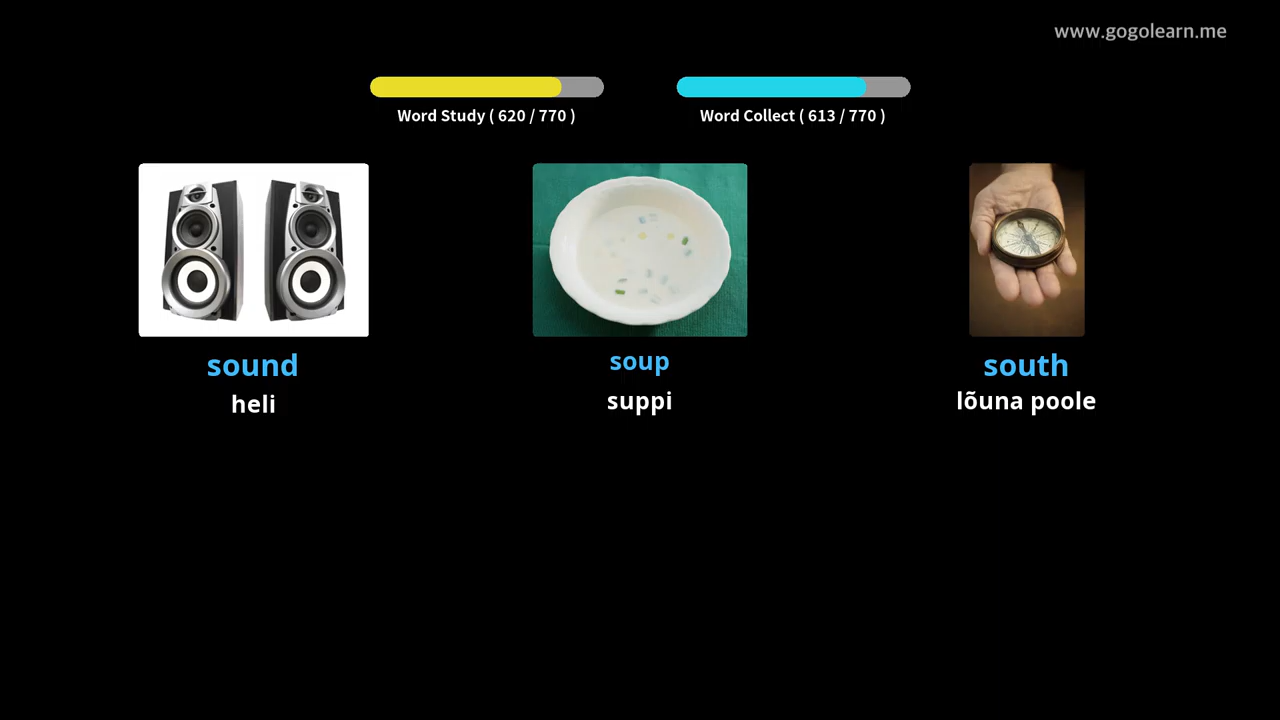 www.gogolearn.me
Word Study ( 620 / 770 )
Word Collect ( 613 / 770 )
sound
heli
soup
suppi
south
lõuna poole